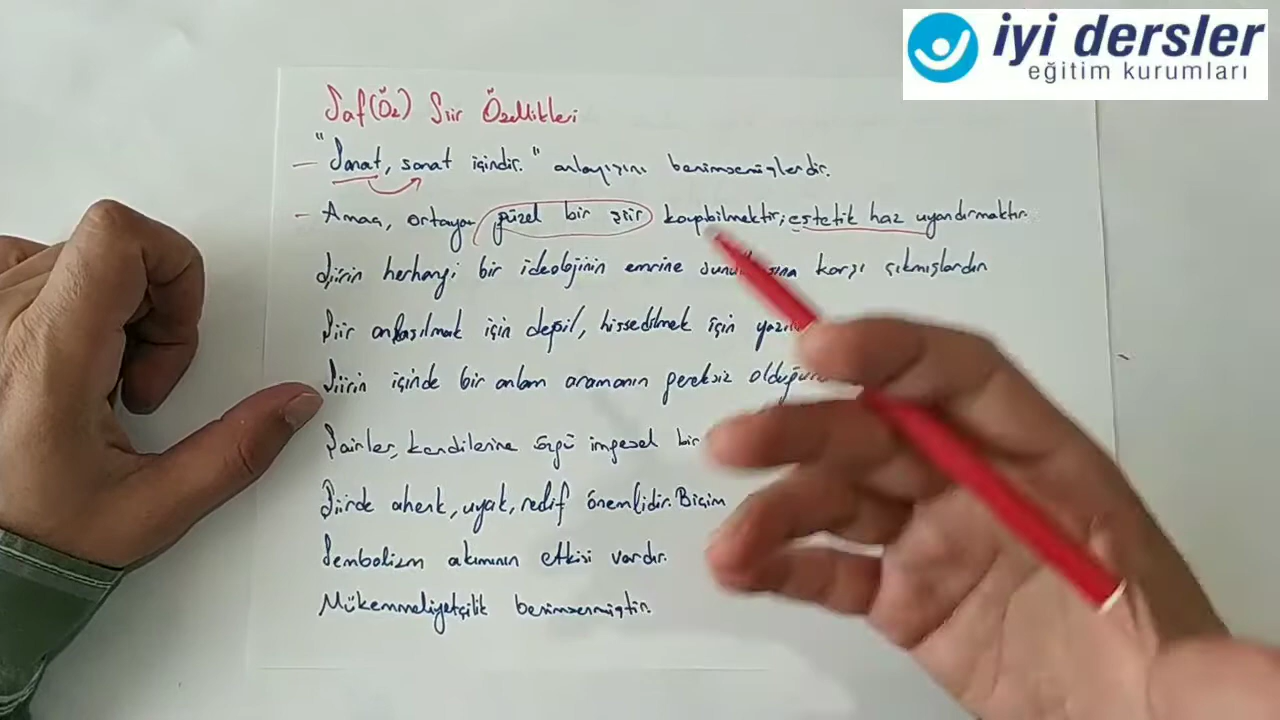 iyi dersler
eğitim kurumları
Saf (Öz) Şiir Özellikleri
- "Sanat, sanat içindir." anlayışını benimsemişlerdir.
- Amaç, ortaya güzel bir şiir koyabilmektir; estetik haz uyandırmaktır.
Şiirin herhangi bir ideolojinin emrine karşı çıkmışlardır
Şiir anlaşılmak için değil, hissedilmek için
Şiirin içinde bir anlam aramanın gereksiz
Şairler, kendilerine özgü imgesel bir
Şiirde ahenk, uyak, redif önemlidir. Biçim
Sembolizm akımının etkisi vardır.
Mükemmeliyetçilik benimsenmiştir.